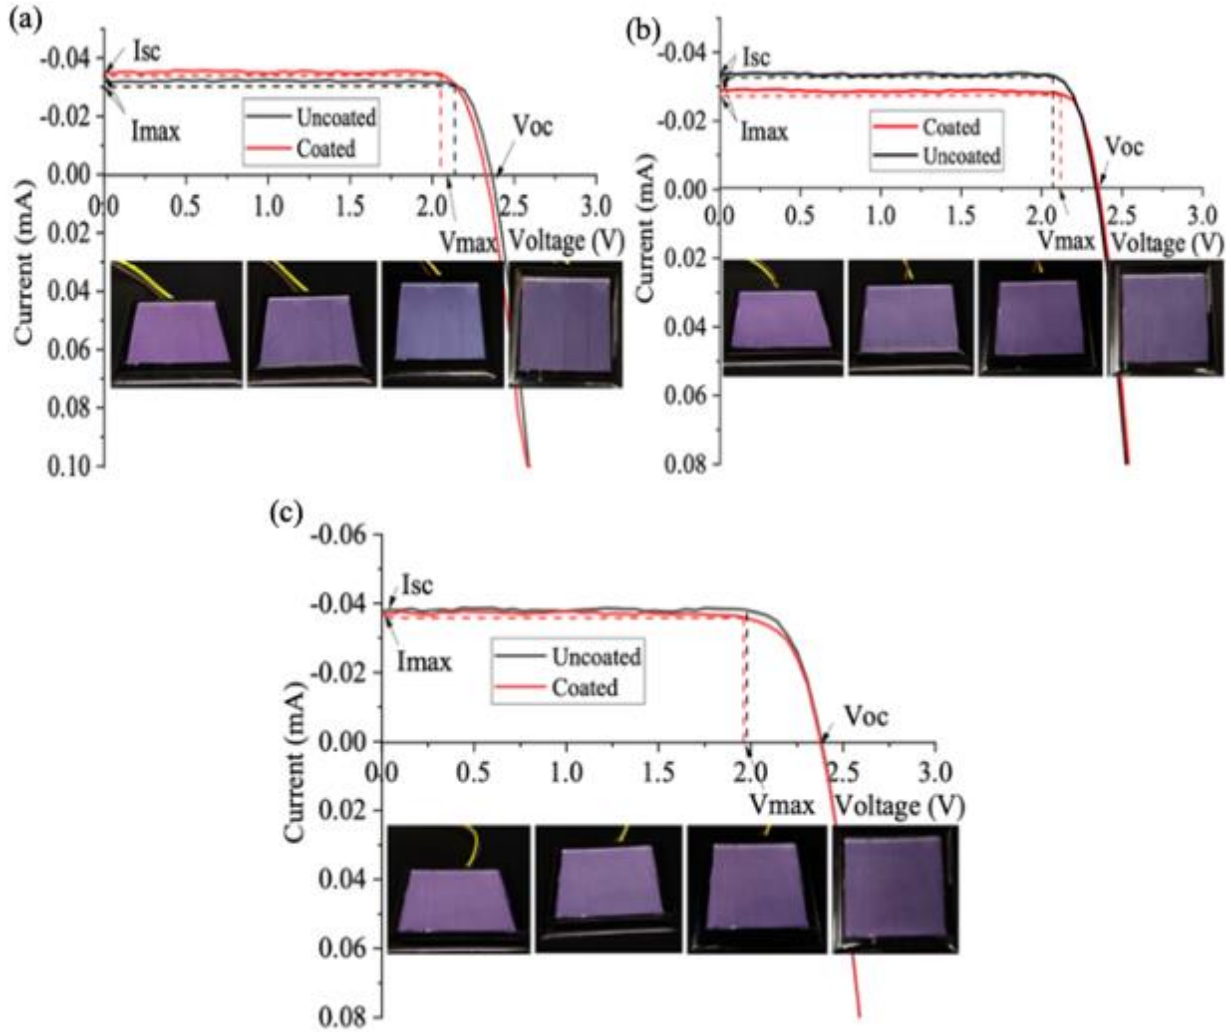 (a)
-0.04
-0.02
0.00
0.02
0.04
0.06
0.08
0.10
Current (mA)
Isc
Imax
Uncoated
Coated
Voc
0.0 0.5 1.0 1.5 2.0 2.5 3.0
Vmax
Voltage (V)
(b)
-0.04
-0.02
0.00
0.02
0.04
0.06
0.08
Current (mA)
Isc
Imax
Coated
Uncoated
Voc
0.0 0.5 1.0 1.5 2.0 2.5 3.0
Vmax
Voltage (V)
(c)
-0.06
-0.04
-0.02
0.00
0.02
0.04
0.06
0.08
Current (mA)
Isc
Imax
Uncoated
Coated
Voc
0.0 0.5 1.0 1.5 2.0 2.5 3.0
Vmax
Voltage (V)